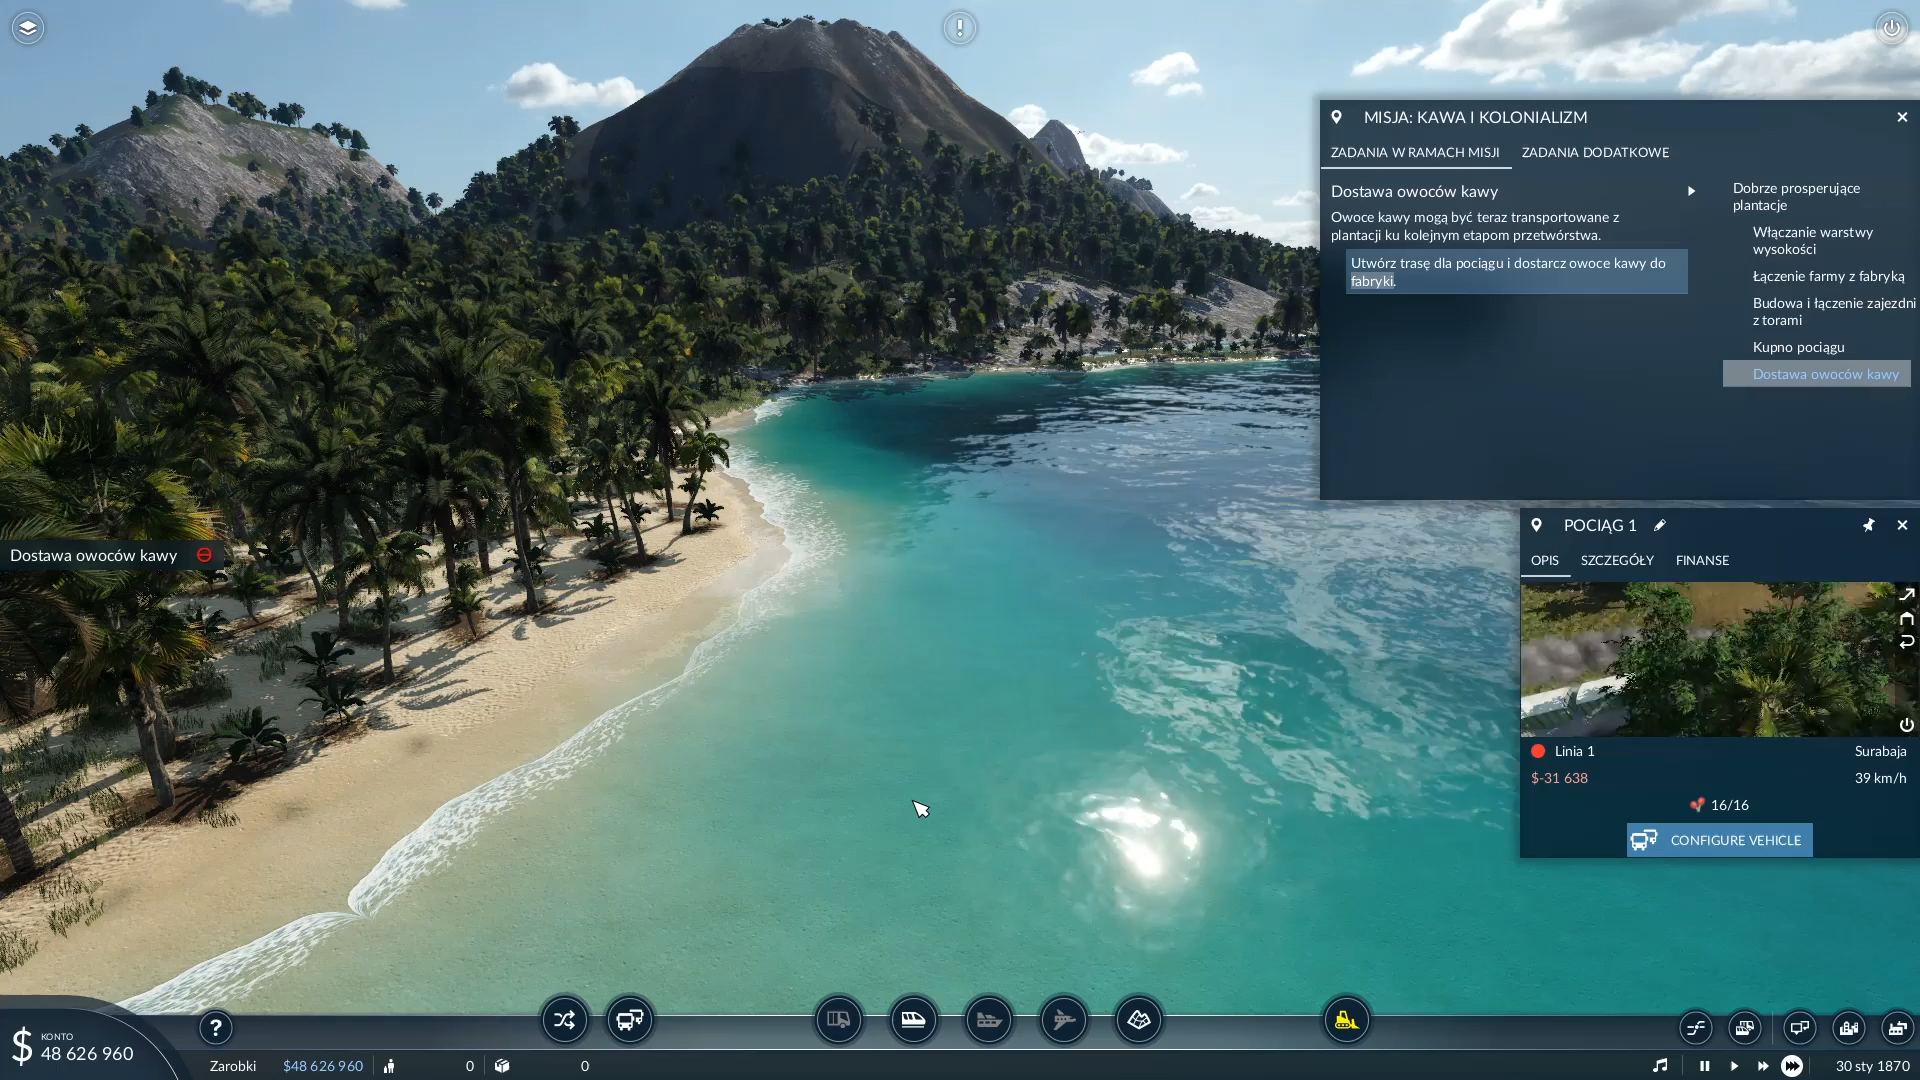 MISJA: KAWA I KOLONIALIZM
ZADANIA W RAMACH MISJI
ZADANIA DODATKOWE
Dostawa owoców kawy
Owoce kawy mogą być teraz transportowane z
plantacji ku kolejnym etapom przetwórstwa.
Utwórz trasę dla pociągu i dostarcz owoce kawy do
fabryki.
Dobrze prosperujące
plantacje
Włączanie warstwy
wysokości
Łączenie farmy z fabryką
Budowa i łączenie zajezdni
z torami
Kupno pociągu
Dostawa owoców kawy
Dostawa owoców kawy
POCIĄG 1
OPIS
SZCZEGÓŁY
FINANSE
Linia 1
Surabaja
$-31 638
39 km/h
16/16
CONFIGURE VEHICLE
$
KONTO
48 626 960
?
Zarobki
$48 626 960
0
0
30 sty 1870